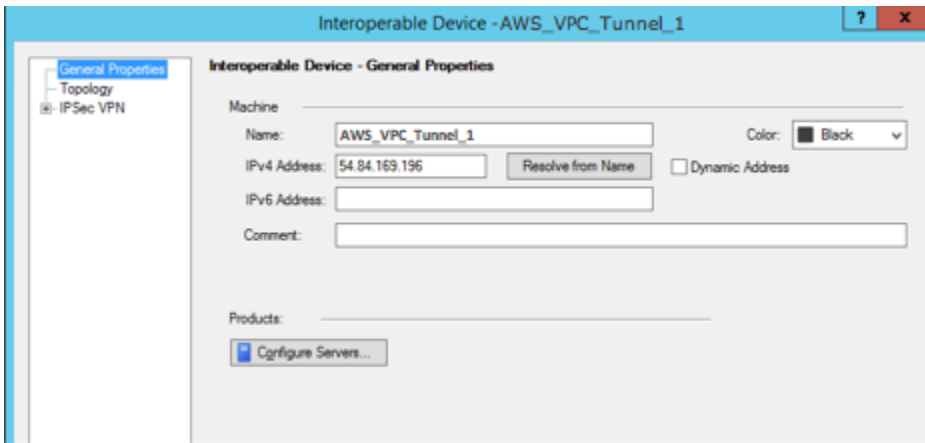 Interoperable Device - AWS_VPC_Tunnel_1
? x
General Properties
Topology
IPSec VPN
Interoperable Device - General Properties
Machine
Name: AWS_VPC_Tunnel_1 Color: Black
IPv4 Address: 54.84.169.196 Resolve from Name Dynamic Address
IPv6 Address:
Comment:
Products:
Configure Servers...